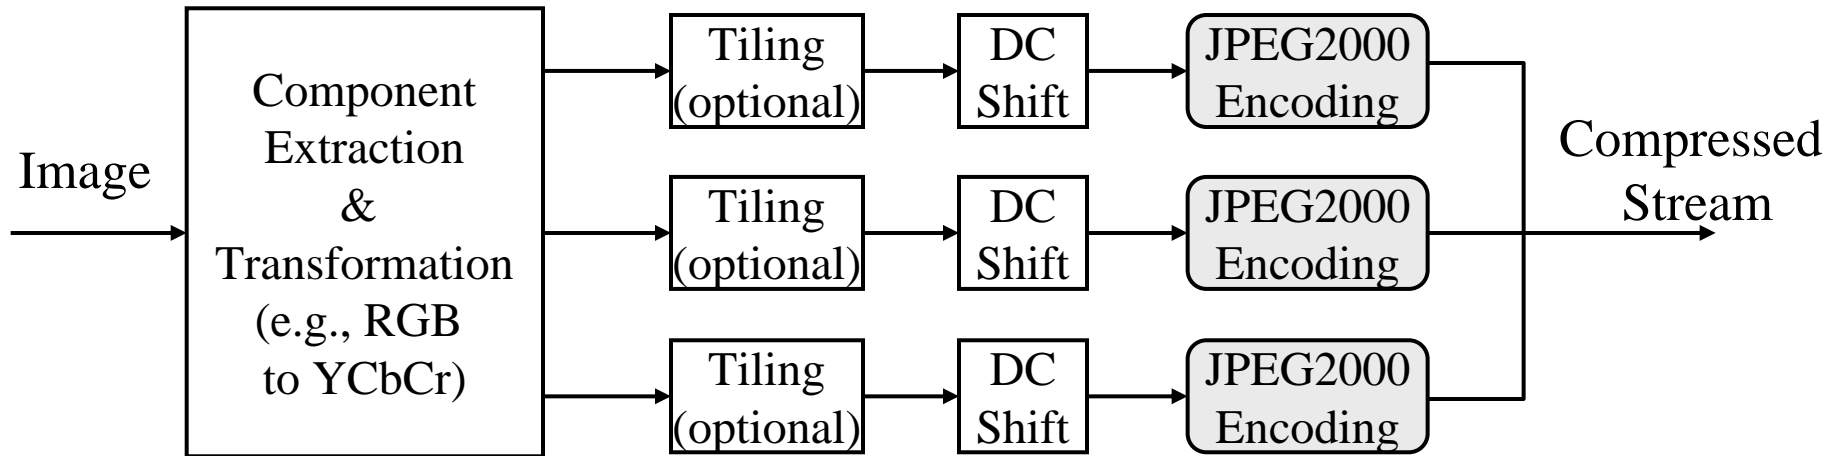 Image
Component
Extraction
&
Transformation
(e.g., RGB
to YCbCr)
Tiling
(optional)
DC
Shift
JPEG2000
Encoding
Tiling
(optional)
DC
Shift
JPEG2000
Encoding
Tiling
(optional)
DC
Shift
JPEG2000
Encoding
Compressed
Stream